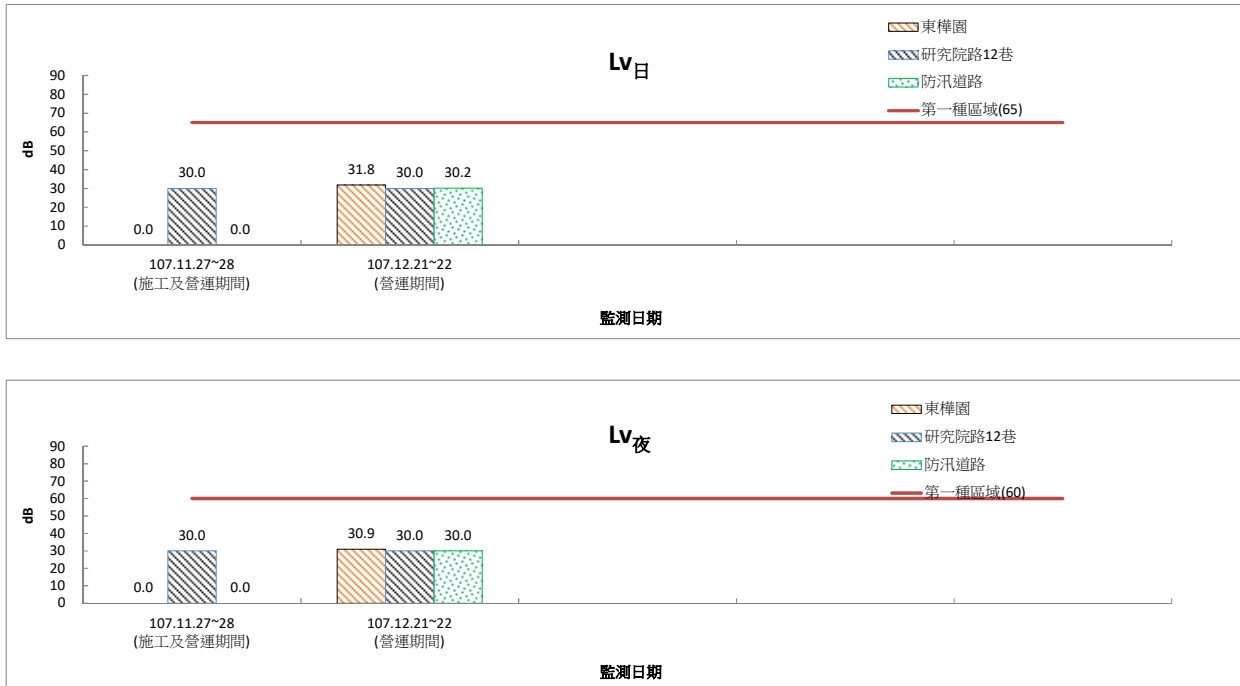 Lv日
東樺園
研究院路12巷
防汛道路
第一種區域(65)
dB
90
80
70
60
50
40
30
20
10
0
0.0 30.0 0.0 31.8 30.0 30.2
107.11.27~28 107.12.21~22
(施工及營運期間) (營運期間)
監測日期
Lv夜
東樺園
研究院路12巷
防汛道路
第一種區域(60)
dB
90
80
70
60
50
40
30
20
10
0
0.0 30.0 0.0 30.9 30.0 30.0
107.11.27~28 107.12.21~22
(施工及營運期間) (營運期間)
監測日期